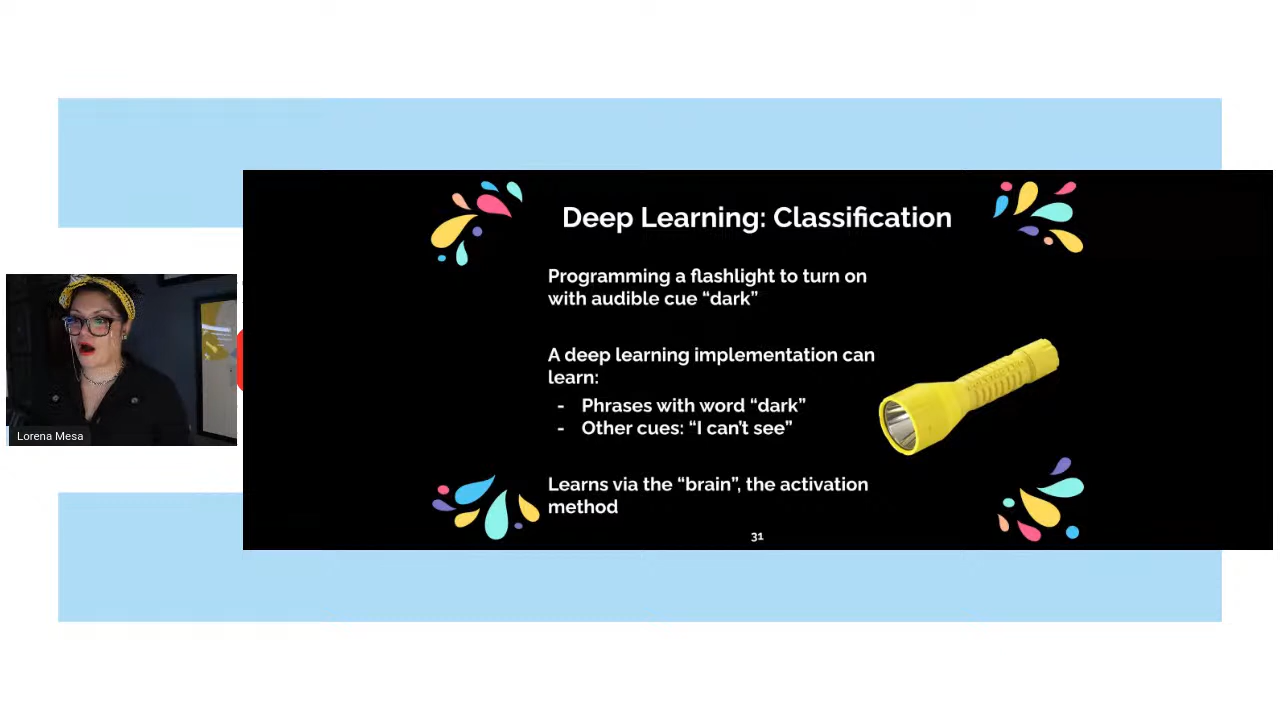 Deep Learning: Classification
Programming a flashlight to turn on
with audible cue “dark”
A deep learning implementation can
learn:
- Phrases with word “dark”
- Other cues: “I can’t see”
Learns via the “brain”, the activation
method
31
Lorena Mesa